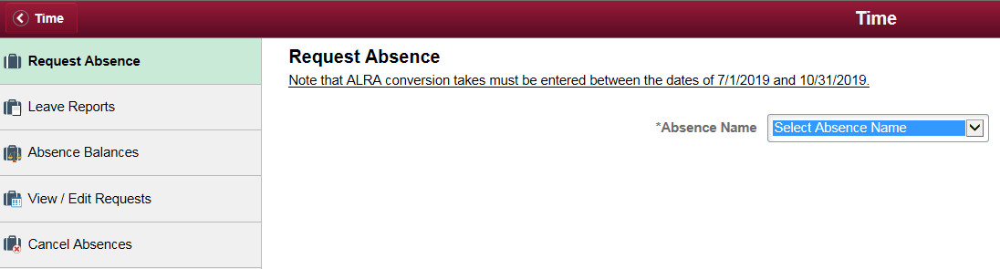 Time
Time
Request Absence
Leave Reports
Absence Balances
View / Edit Requests
Cancel Absences
Request Absence
Note that ALRA conversion takes must be entered between the dates of 7/1/2019 and 10/31/2019.
*Absence Name Select Absence Name